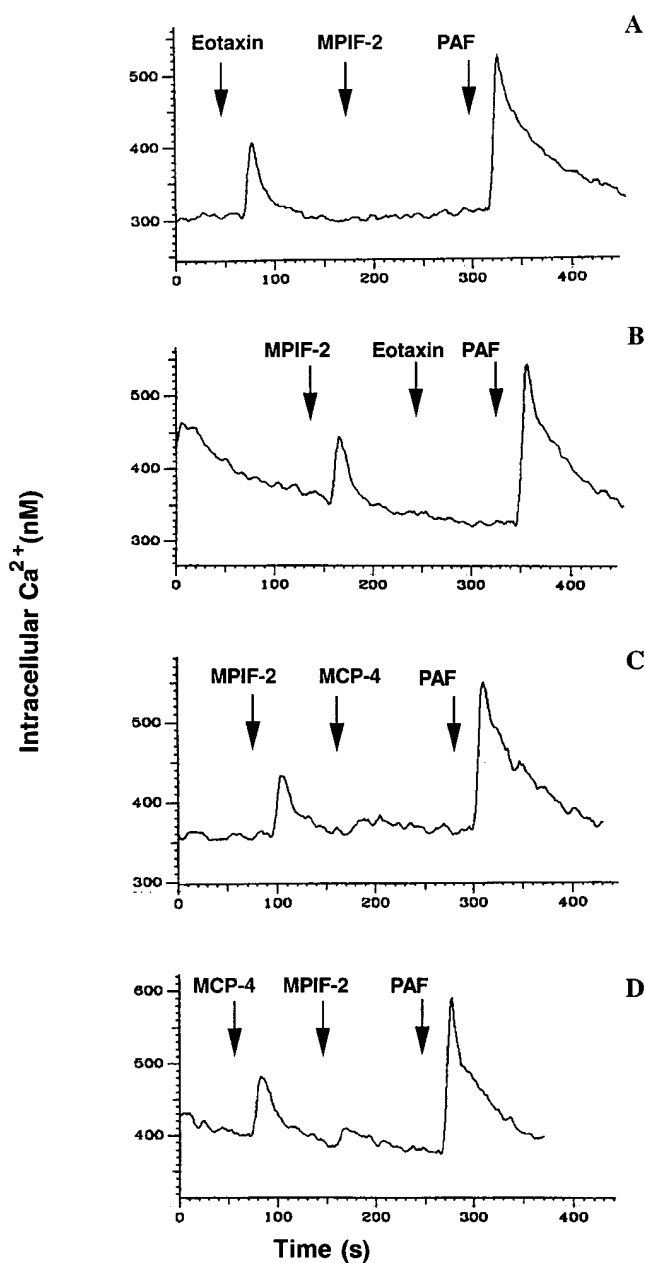 A
Eotaxin MPIF-2 PAF
500
400
300
0 100 200 300 400
B
MPIF-2 Eotaxin PAF
500
400
300
0 100 200 300 400
Intracellular Ca2+(nM)
C
MPIF-2 MCP-4 PAF
500
400
300
0 100 200 300 400
D
MCP-4 MPIF-2 PAF
600
500
400
0 100 200 300 400
Time (s)